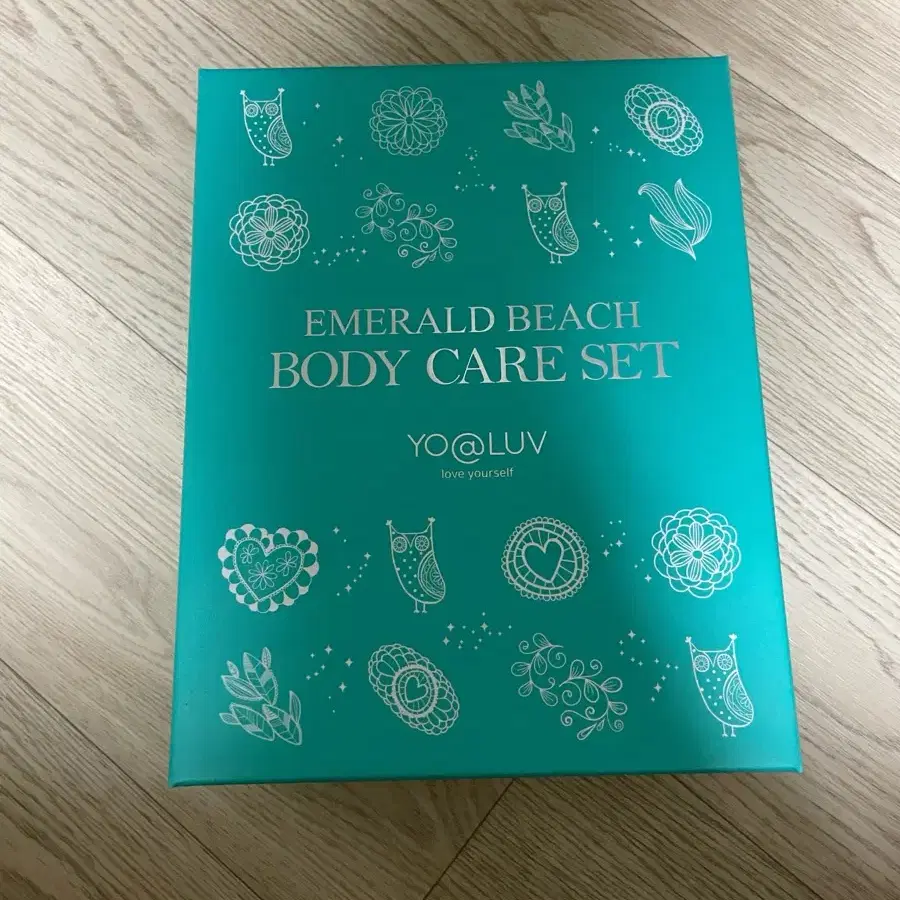 EMERALD BEACH
BODY CARE SET
YO@LUV
love yourself